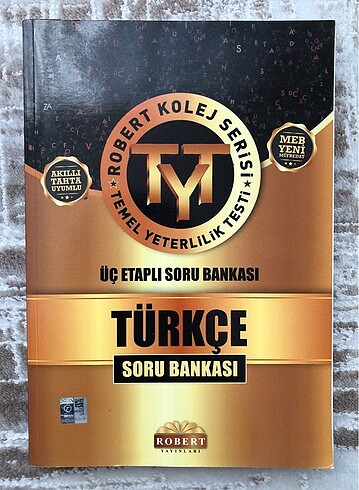 ROBERT KOLEJ SERİSİ
TYT
TEMEL YETERLİLİK TESTİ
AKILLI
TAHTA
UYUMLU
MEB
YENİ
MÜFREDAT
ÜÇ ETAPLI SORU BANKASI
TÜRKÇE
SORU BANKASI
ROBERT
YAYINLARI